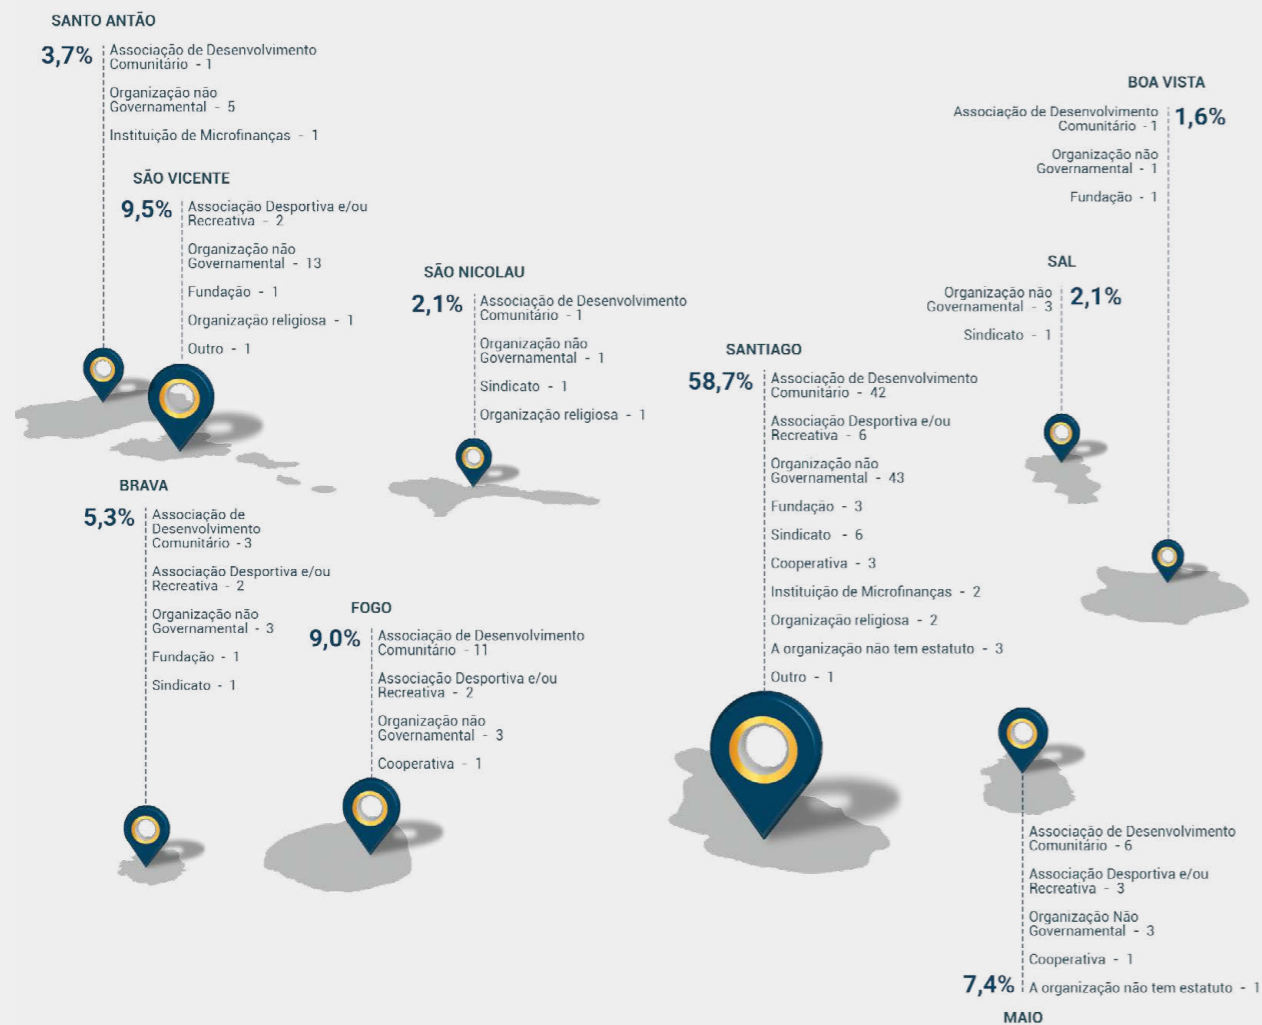 SANTO ANTÃO
3,7%
Associação de Desenvolvimento
Comunitário - 1
Organização não
Governamental - 5
Instituição de Microfinanças - 1
SÃO VICENTE
9,5%
Associação Desportiva e/ou
Recreativa - 2
Organização não
Governamental - 13
Fundação - 1
Organização religiosa - 1
Outro - 1
SÃO NICOLAU
2,1%
Associação de Desenvolvimento
Comunitário - 1
Organização não
Governamental - 1
Sindicato - 1
Organização religiosa - 1
BOA VISTA
1,6%
Associação de Desenvolvimento
Comunitário - 1
Organização não
Governamental - 1
Fundação - 1
SAL
2,1%
Organização não
Governamental - 3
Sindicato - 1
SANTIAGO
58,7%
Associação de Desenvolvimento
Comunitário - 42
Associação Desportiva e/ou
Recreativa - 6
Organização não
Governamental - 43
Fundação - 3
Sindicato - 6
Cooperativa - 3
Instituição de Microfinanças - 2
Organização religiosa - 2
A organização não tem estatuto - 3
Outro - 1
BRAVA
5,3%
Associação de
Desenvolvimento
Comunitário - 3
Associação Desportiva e/ou
Recreativa - 2
Organização não
Governamental - 3
Fundação - 1
Sindicato - 1
FOGO
9,0%
Associação de Desenvolvimento
Comunitário - 11
Associação Desportiva e/ou
Recreativa - 2
Organização não
Governamental - 3
Cooperativa - 1
Associação de Desenvolvimento
Comunitário - 6
Associação Desportiva e/ou
Recreativa - 3
Organização Não
Governamental - 3
Cooperativa - 1
7,4%
A organização não tem estatuto - 1
MAIO